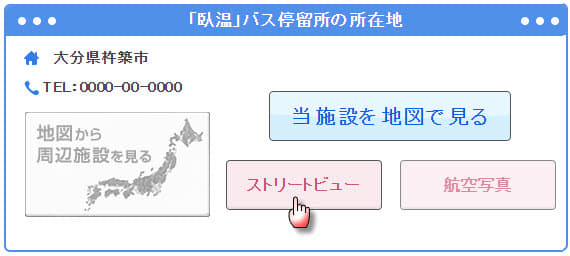 「臥温」バス停留所の所在地
大分県杵築市
TEL:0000-00-0000
当施設を地図で見る
地図から
周辺施設を見る
ストリートビュー
航空写真